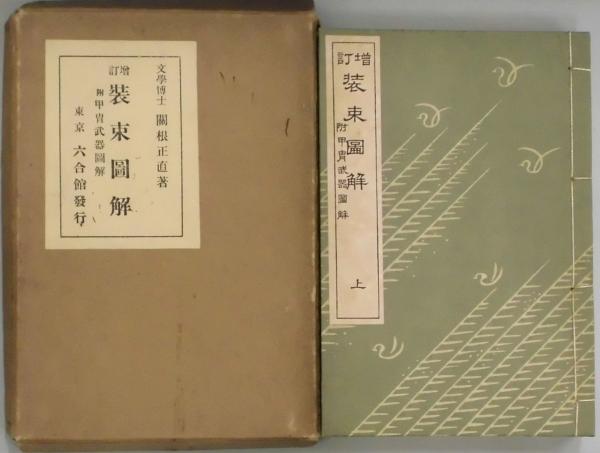 文學博士 關根正直著
增訂 裝束圖解
附甲冑武器圖解
東京 六合館發行
增訂 裝束圖解
附甲冑武器圖解
上